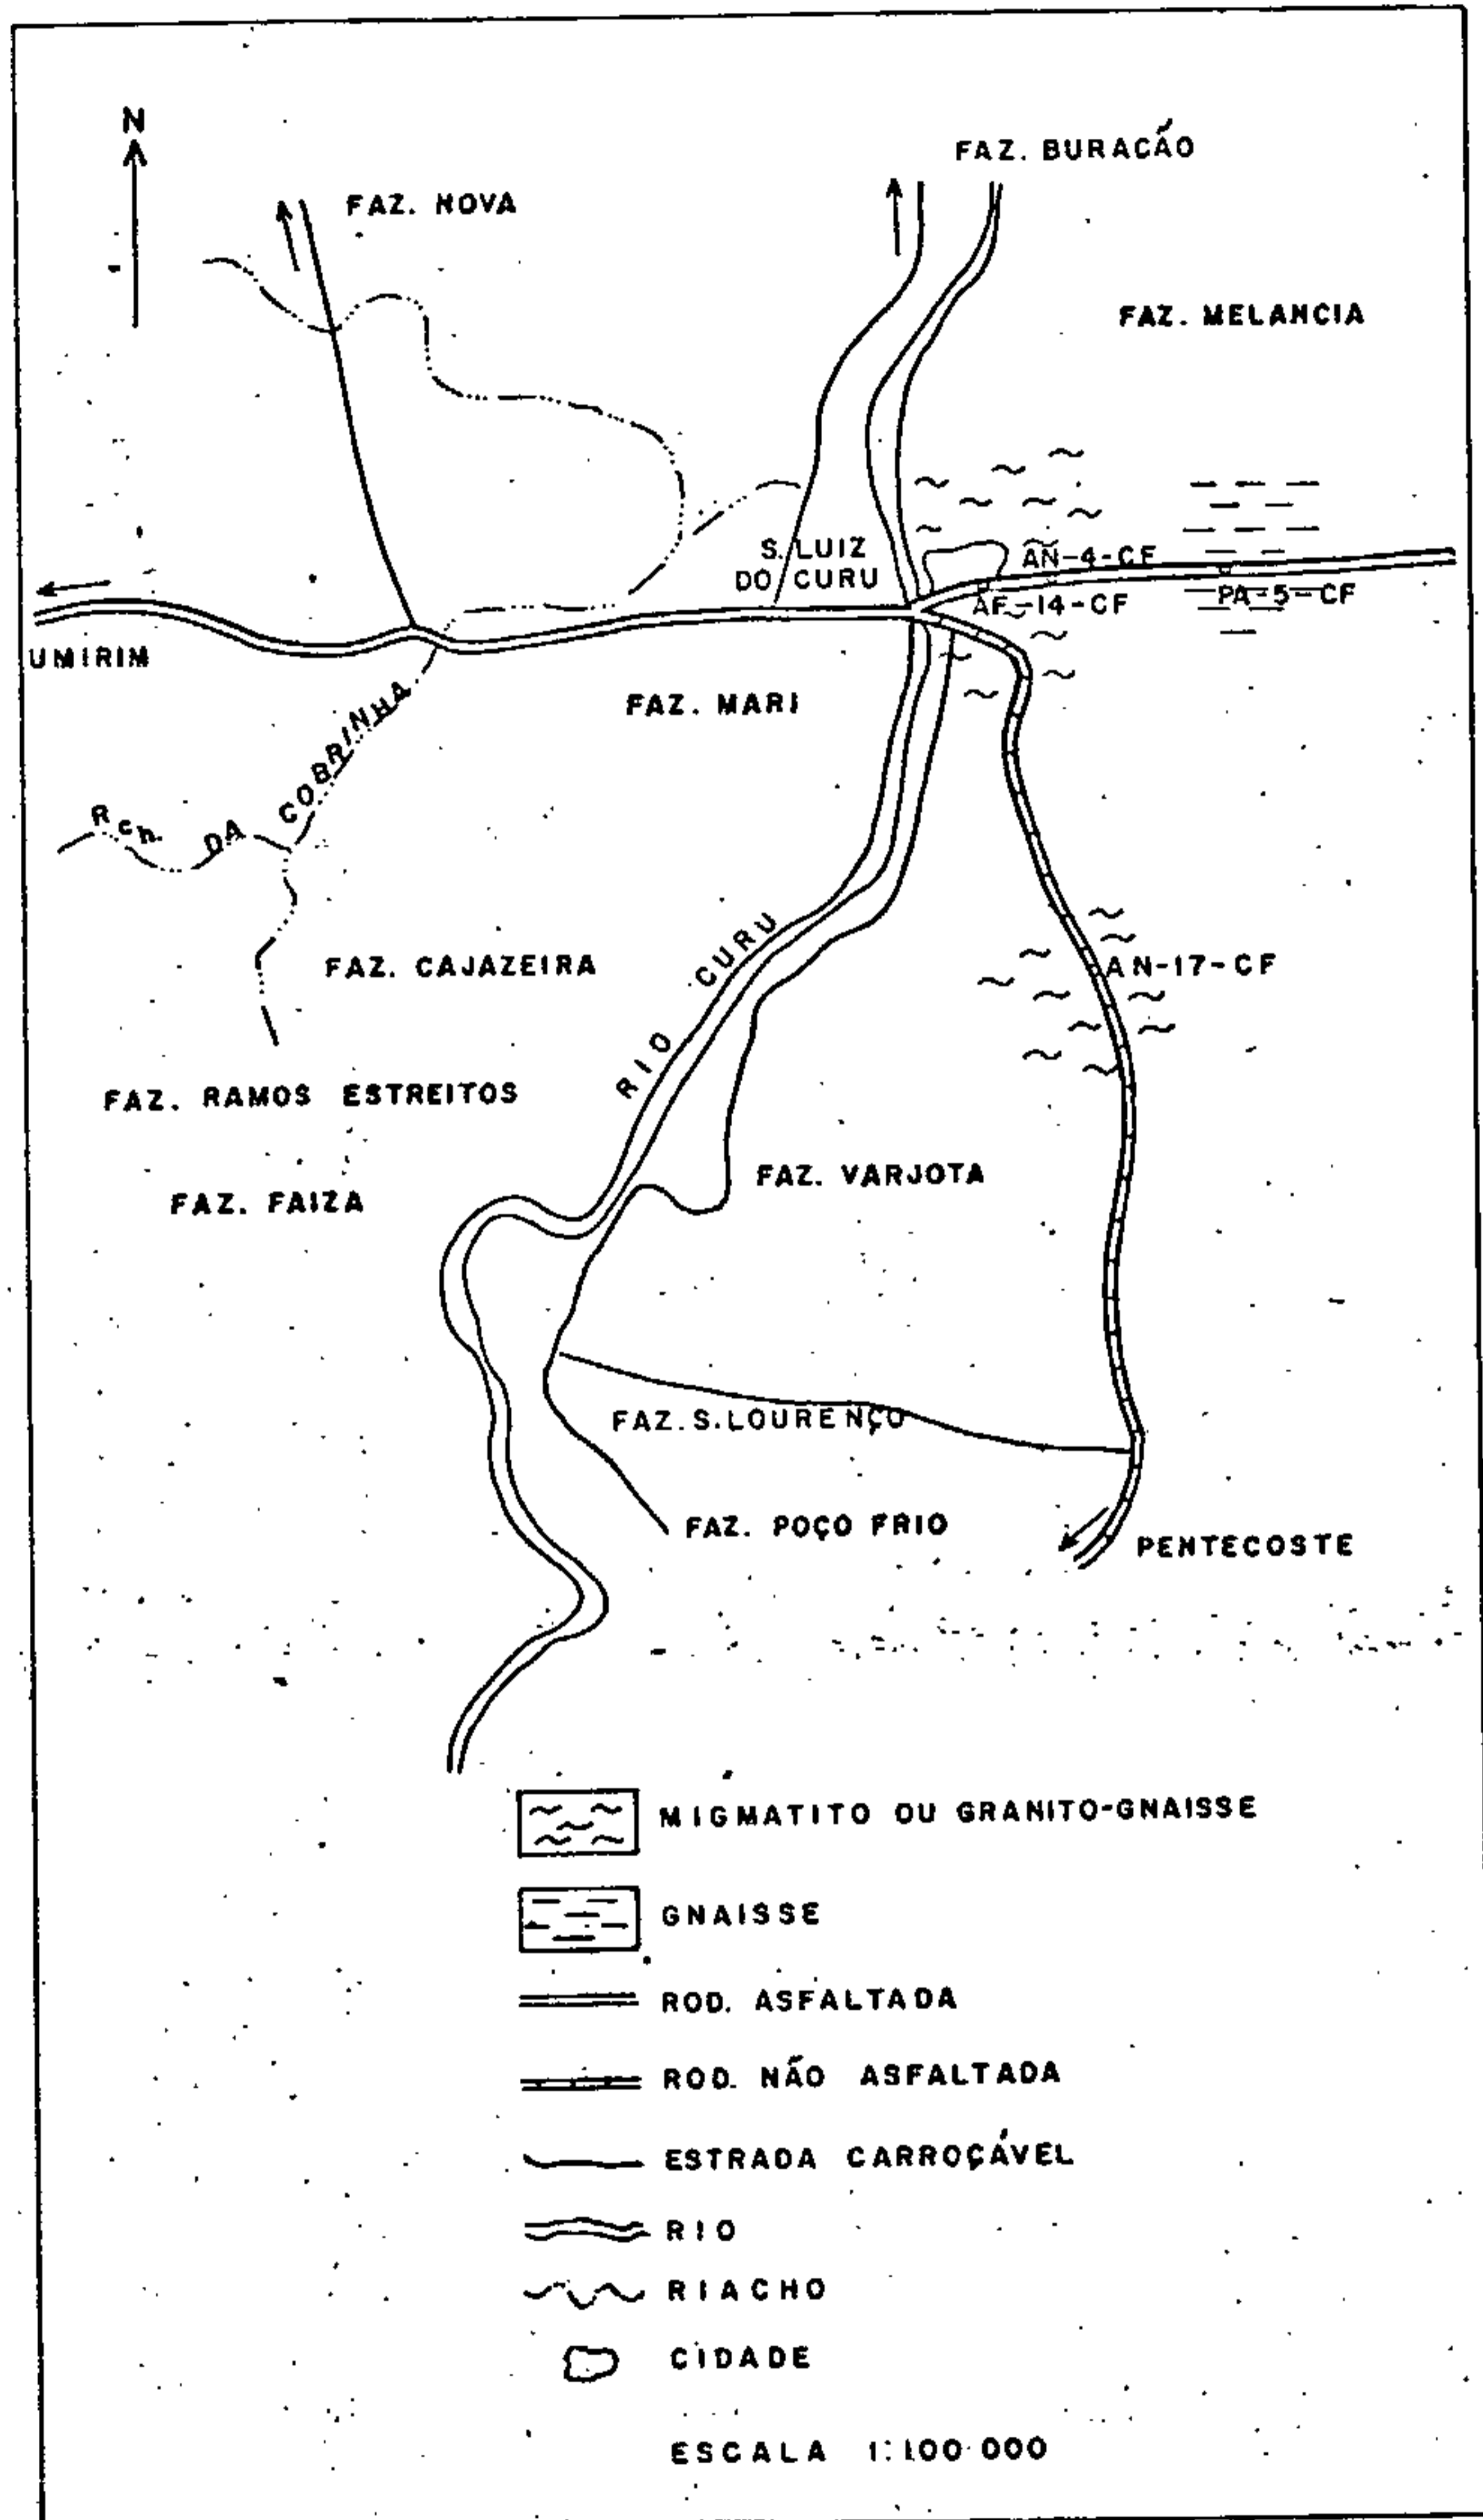 N
FAZ. BURACÃO
FAZ. NOVA
FAZ. MELANCIA
S. LUIZ
DO CURU
AN-4-CF
AF-14-CF
PA-5-CF
UMIRIM
FAZ. MARI
Rch. DA COBRINHA
RIO CURU
FAZ. CAJAZEIRA
AN-17-CF
FAZ. RAMOS ESTREITOS
FAZ. VARJOTA
FAZ. FAIZA
FAZ. S. LOURENÇO
FAZ. POÇO FRIO
PENTECOSTE
MIGMATITO OU GRANITO-GNAISSE
GNAISSE
ROD. ASFALTADA
ROD. NÃO ASFALTADA
ESTRADA CARROÇÁVEL
RIO
RIACHO
CIDADE
ESCALA 1:100 000